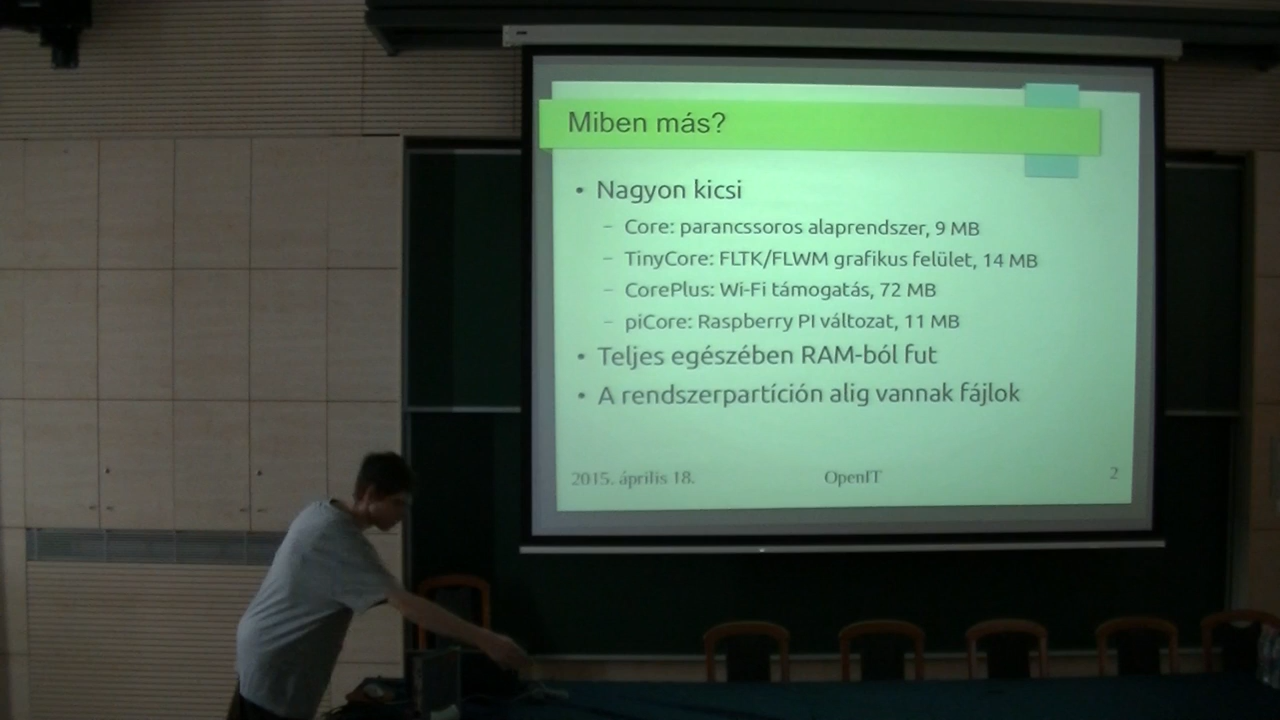 Miben más?
• Nagyon kicsi
– Core: parancssoros alaprendszer, 9 MB
– TinyCore: FLTK/FLWM grafikus felület, 14 MB
– CorePlus: Wi-Fi támogatás, 72 MB
– piCore: Raspberry PI változat, 11 MB
• Teljes egészében RAM-ból fut
• A rendszerpartíción alig vannak fájlok
2015. április 18. OpenIT 2